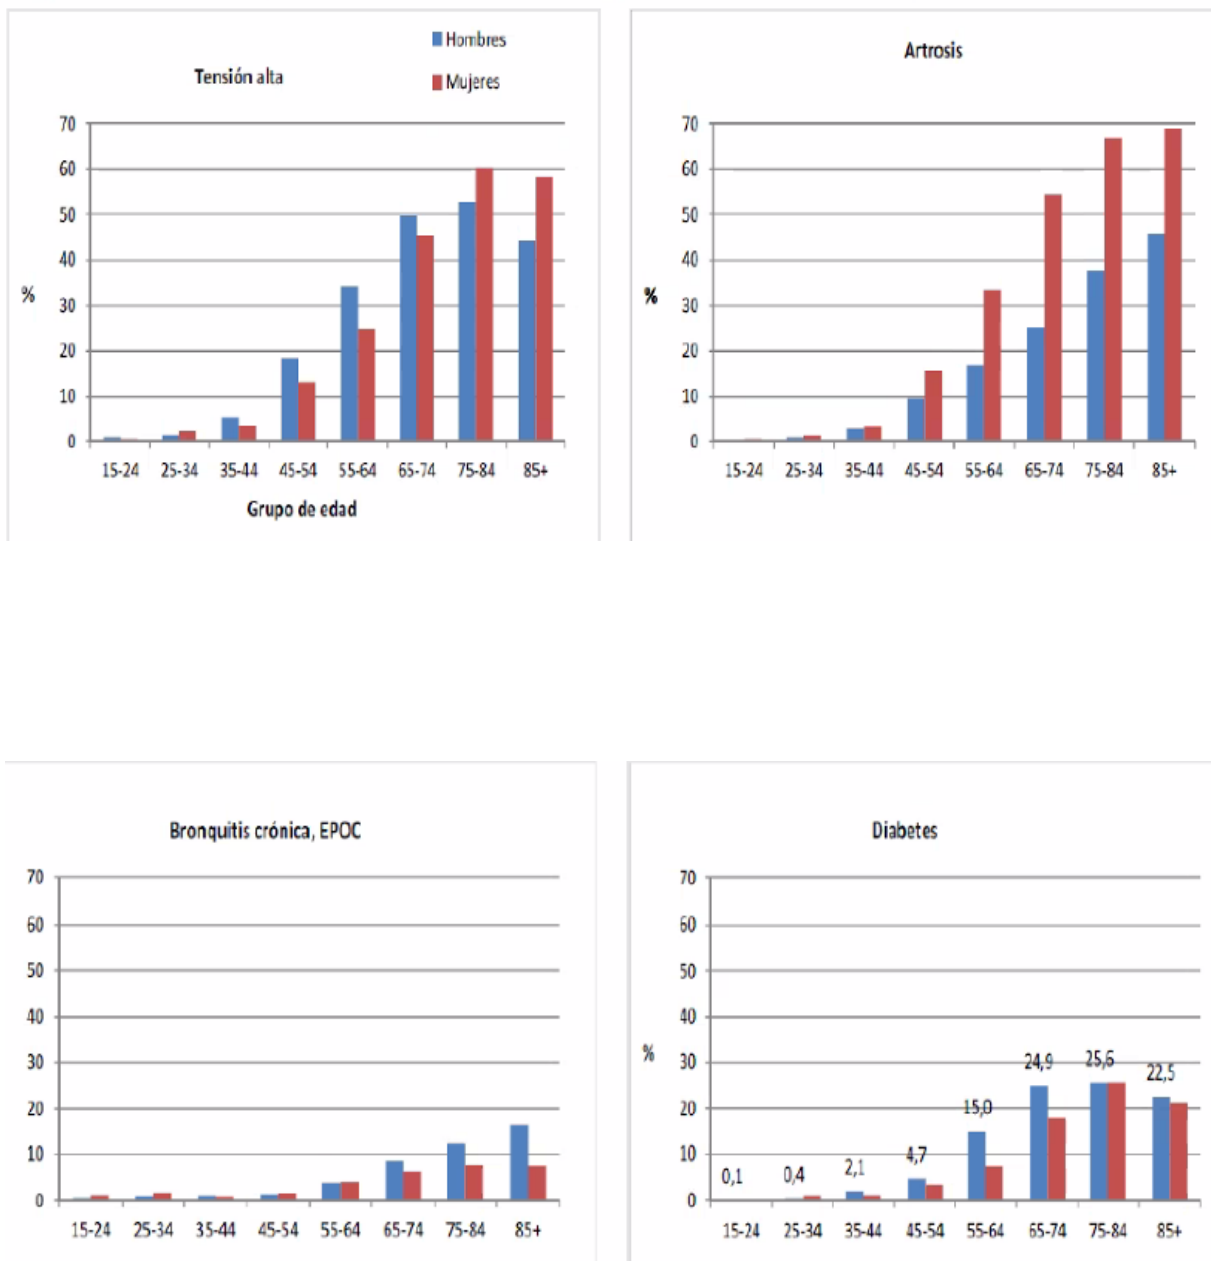 Hombres
Tensión alta
Mujeres
70
60
50
40
%
30
20
10
0
15-24 25-34 35-44 45-54 55-64 65-74 75-84 85+
Grupo de edad
Artrosis
70
60
50
40
%
30
20
10
0
15-24 25-34 35-44 45-54 55-64 65-74 75-84 85+
Bronquitis crónica, EPOC
70
60
50
40
30
20
10
0
15-24 25-34 35-44 45-54 55-64 65-74 75-84 85+
Diabetes
70
60
50
40
%
30
20
10
0
0,1 0,4 2,1 4,7 15,0 24,9 25,6 22,5
15-24 25-34 35-44 45-54 55-64 65-74 75-84 85+